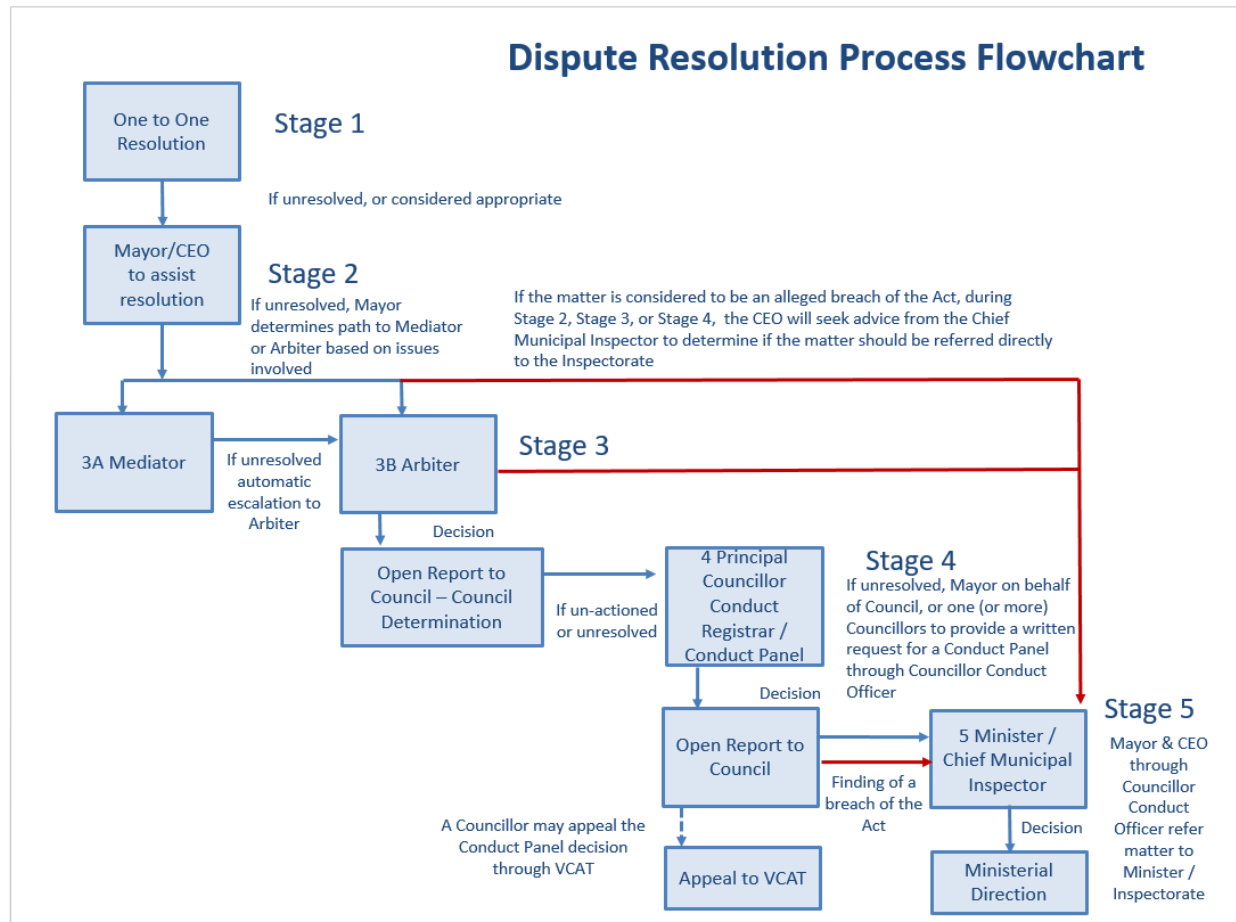 Dispute Resolution Process Flowchart
One to One
Resolution
Stage 1
If unresolved, or considered appropriate
Mayor/CEO
to assist
resolution
Stage 2
If unresolved, Mayor
determines path to Mediator
or Arbiter based on issues
involved
If the matter is considered to be an alleged breach of the Act, during
Stage 2, Stage 3, or Stage 4, the CEO will seek advice from the Chief
Municipal Inspector to determine if the matter should be referred directly
to the Inspectorate
3A Mediator
If unresolved
automatic
escalation to
Arbiter
3B Arbiter
Stage 3
Decision
Open Report to
Council – Council
Determination
If un-actioned
or unresolved
4 Principal
Councillor
Conduct
Registrar /
Conduct Panel
Stage 4
If unresolved, Mayor on behalf
of Council, or one (or more)
Councillors to provide a written
request for a Conduct Panel
through Councillor Conduct
Officer
Decision
Open Report to
Council
Finding of a
breach of the
Act
5 Minister /
Chief Municipal
Inspector
Stage 5
Mayor & CEO
through
Councillor
Conduct
Officer refer
matter to
Minister /
Inspectorate
A Councillor may appeal the
Conduct Panel decision
through VCAT
Appeal to VCAT
Decision
Ministerial
Direction